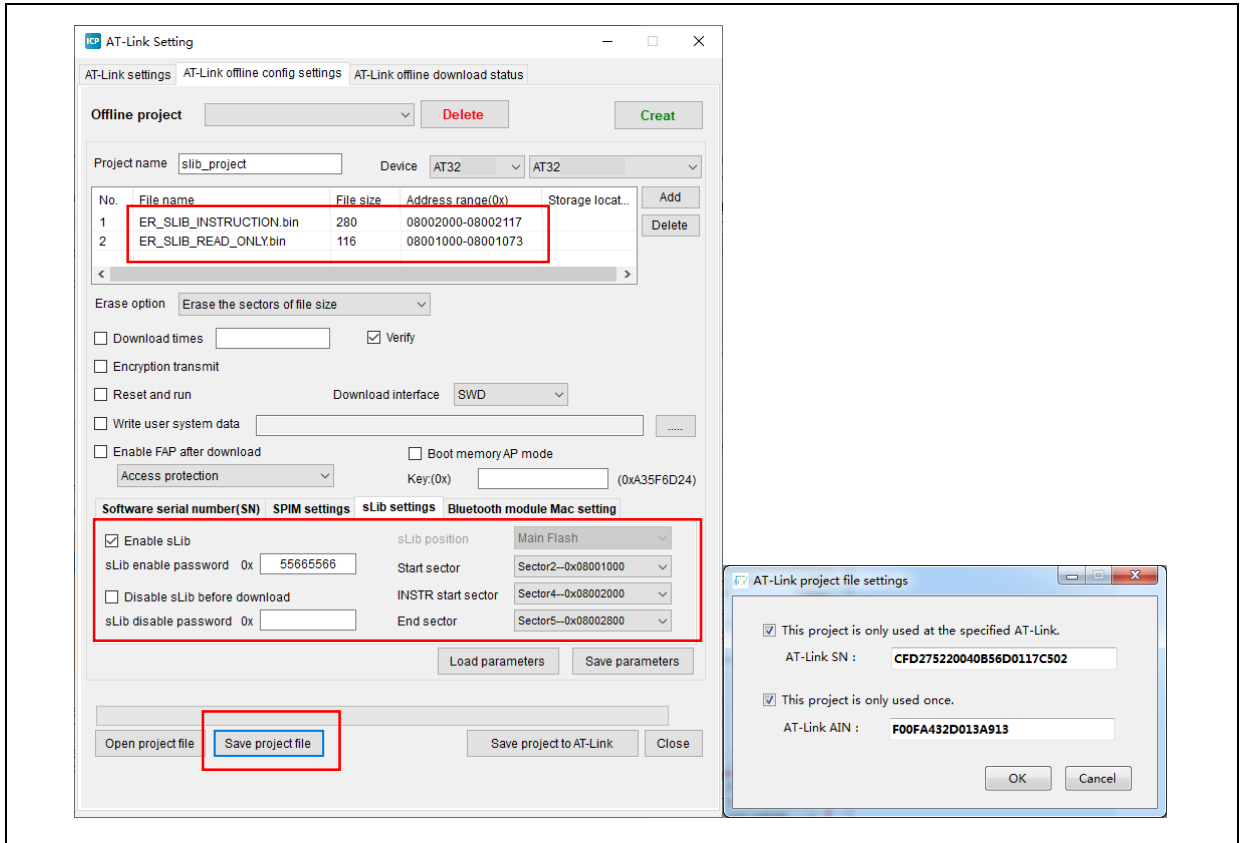 ICP AT-Link Setting
AT-Link settings AT-Link offline config settings AT-Link offline download status
Offline project Delete Creat
Project name slib_project Device AT32 AT32
No. File name File size Address range(0x) Storage locat... Add
1 ER_SLIB_INSTRUCTION.bin 280 08002000-08002117 Delete
2 ER_SLIB_READ_ONLY.bin 116 08001000-08001073
Erase option Erase the sectors of file size
Download times Verify
Encryption transmit
Reset and run Download interface SWD
Write user system data .....
Enable FAP after download Boot memory AP mode
Access protection Key:(0x) (0xA35F6D24)
Software serial number(SN) SPIM settings sLib settings Bluetooth module Mac setting
Enable sLib sLib position Main Flash
sLib enable password 0x 55665566 Start sector Sector2--0x08001000
Disable sLib before download INSTR start sector Sector4--0x08002000
sLib disable password 0x End sector Sector5--0x08002800
Load parameters Save parameters
Open project file Save project file Save project to AT-Link Close
AT-Link project file settings
This project is only used at the specified AT-Link.
AT-Link SN : CFD275220040B56D0117C502
This project is only used once.
AT-Link AIN : F00FA432D013A913
OK Cancel